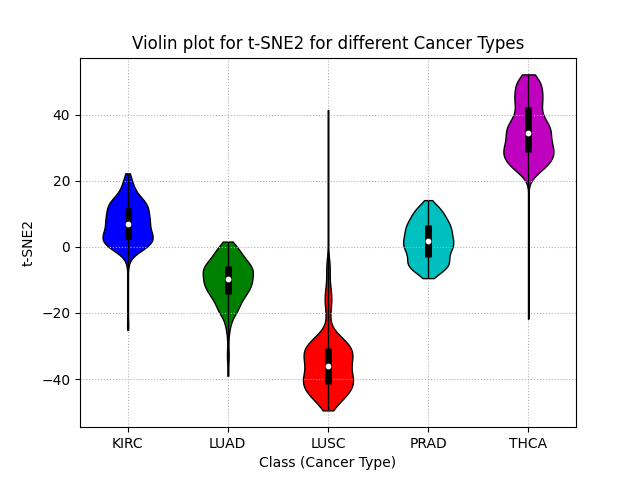 Violin plot for t-SNE2 for different Cancer Types
t-SNE2
40
20
0
−20
−40
KIRC
LUAD
LUSC
PRAD
THCA
Class (Cancer Type)